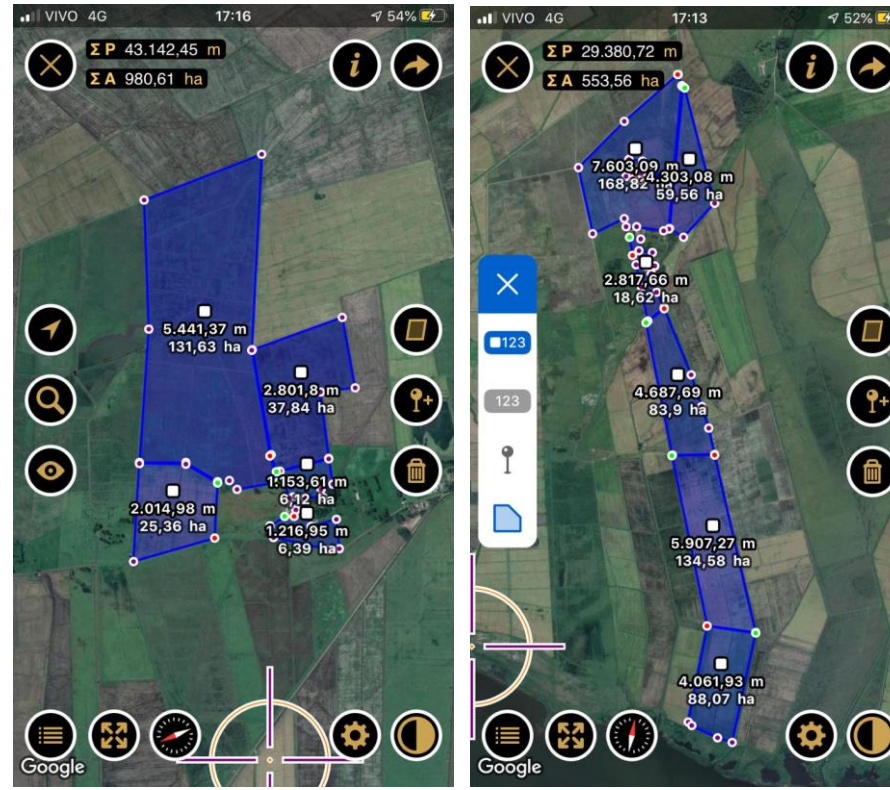 VIVO 4G 17:16 54%
Σ P 43.142,45 m
Σ A 980,61 ha
i
5.441,37 m
131,63 ha
2.801,8 m
37,84 ha
1.153,61 m
6,12 ha
2.014,98 m
25,36 ha
1.216,95 m
6,39 ha
Google
VIVO 4G 17:13 52%
Σ P 29.380,72 m
Σ A 553,56 ha
i
7.603,09 m
168,82 ha
4.303,08 m
59,56 ha
2.817,66 m
18,62 ha
123
123
4.687,69 m
83,9 ha
5.907,27 m
134,58 ha
4.061,93 m
88,07 ha
Google